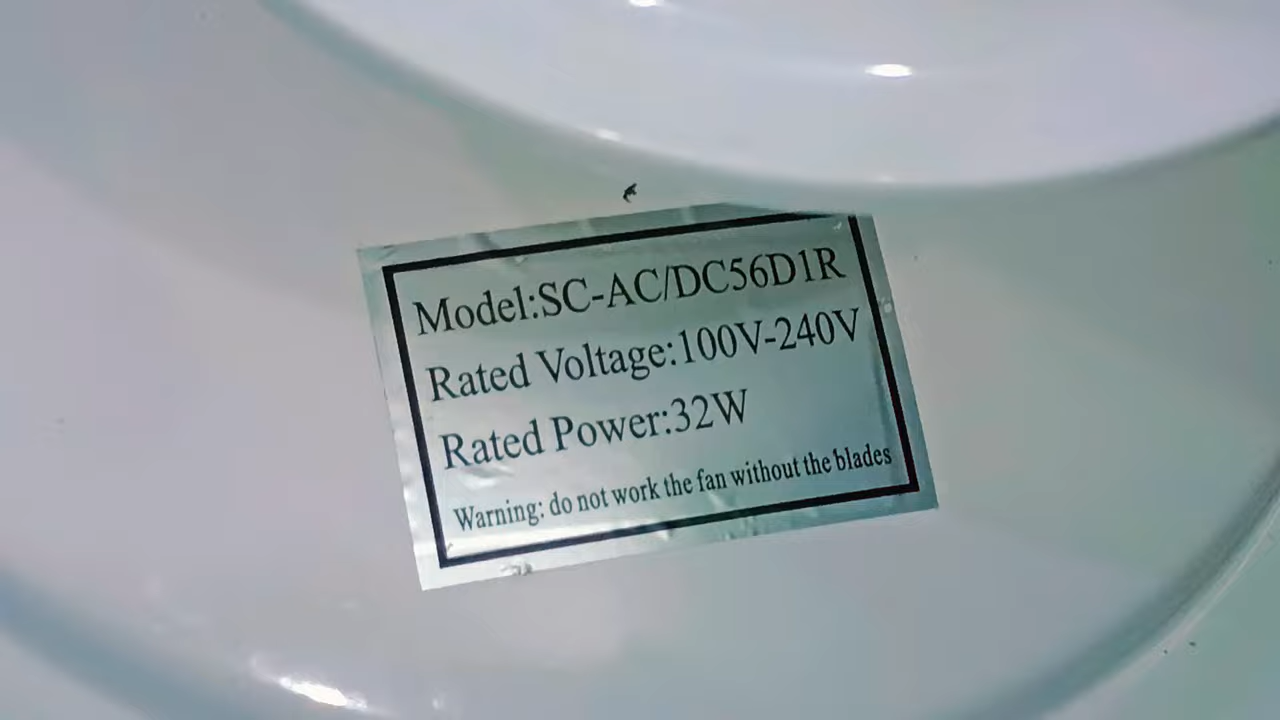 Model:SC-AC/DC56D1R
Rated Voltage:100V-240V
Rated Power:32W
Warning: do not work the fan without the blades